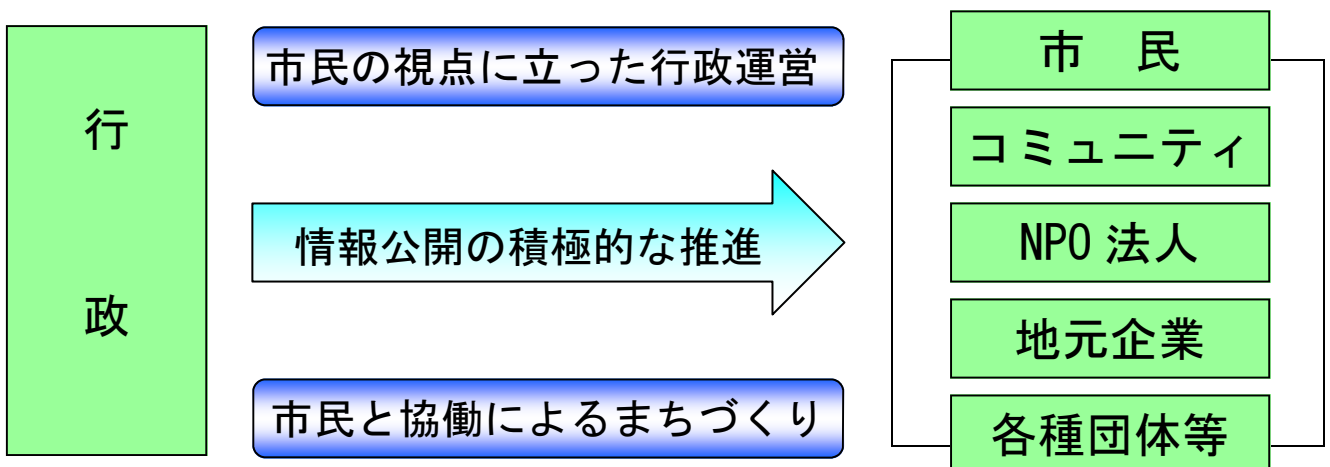 行政
市民の視点に立った行政運営
情報公開の積極的な推進
市民と協働によるまちづくり
市　民
コミュニティ
NPO 法人
地元企業
各種団体等